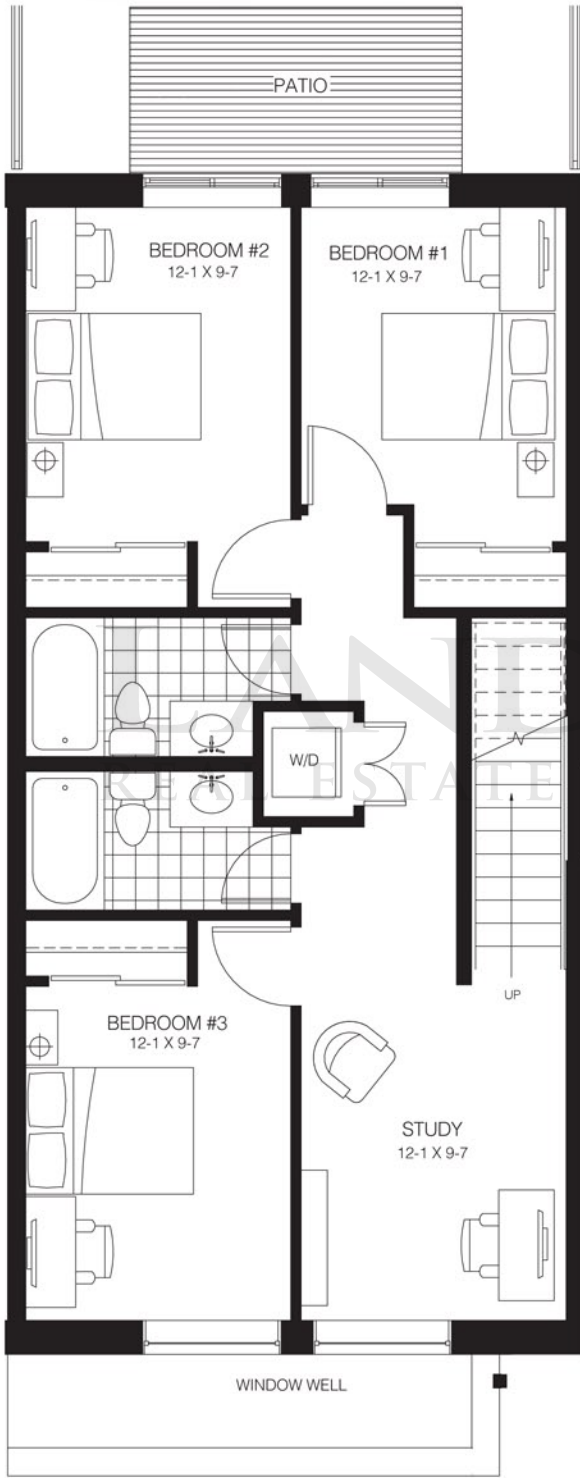 PATIO
BEDROOM #2
12-1 X 9-7
BEDROOM #1
12-1 X 9-7
LAND
REAL ESTATE
W/D
UP
BEDROOM #3
12-1 X 9-7
STUDY
12-1 X 9-7
WINDOW WELL